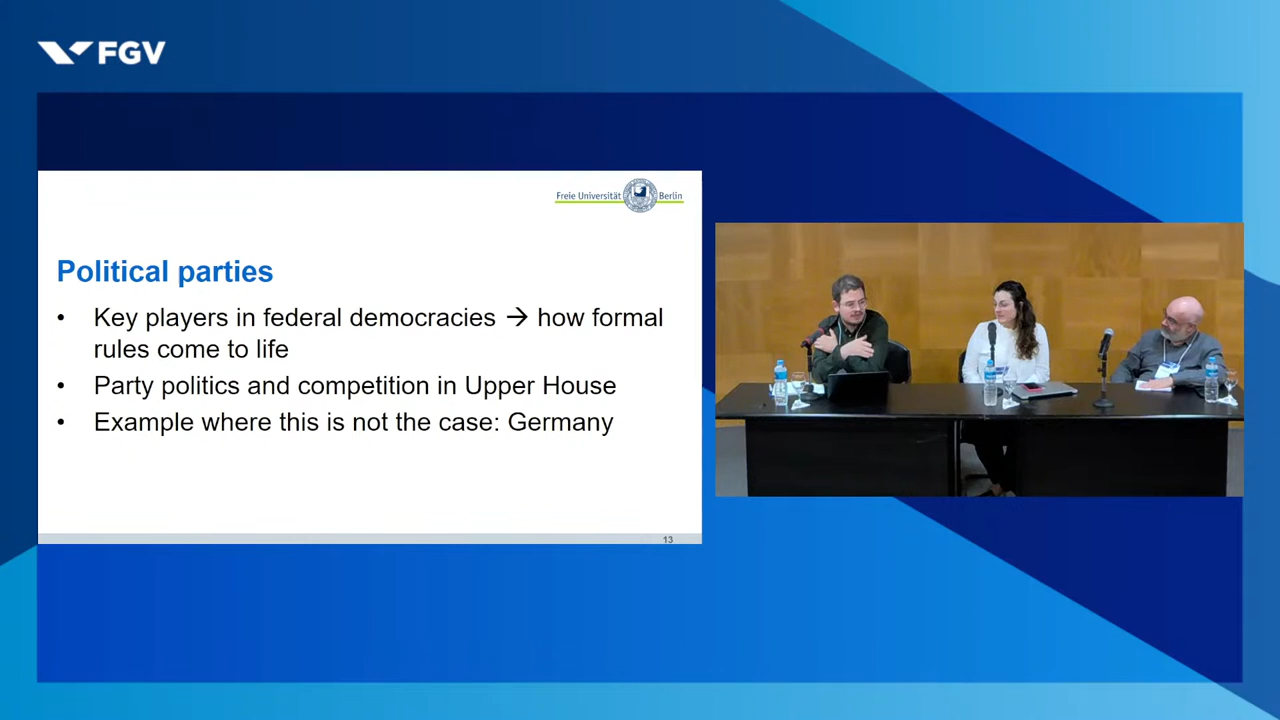 FGV
Freie Universität Berlin
Political parties
• Key players in federal democracies → how formal
rules come to life
• Party politics and competition in Upper House
• Example where this is not the case: Germany
13